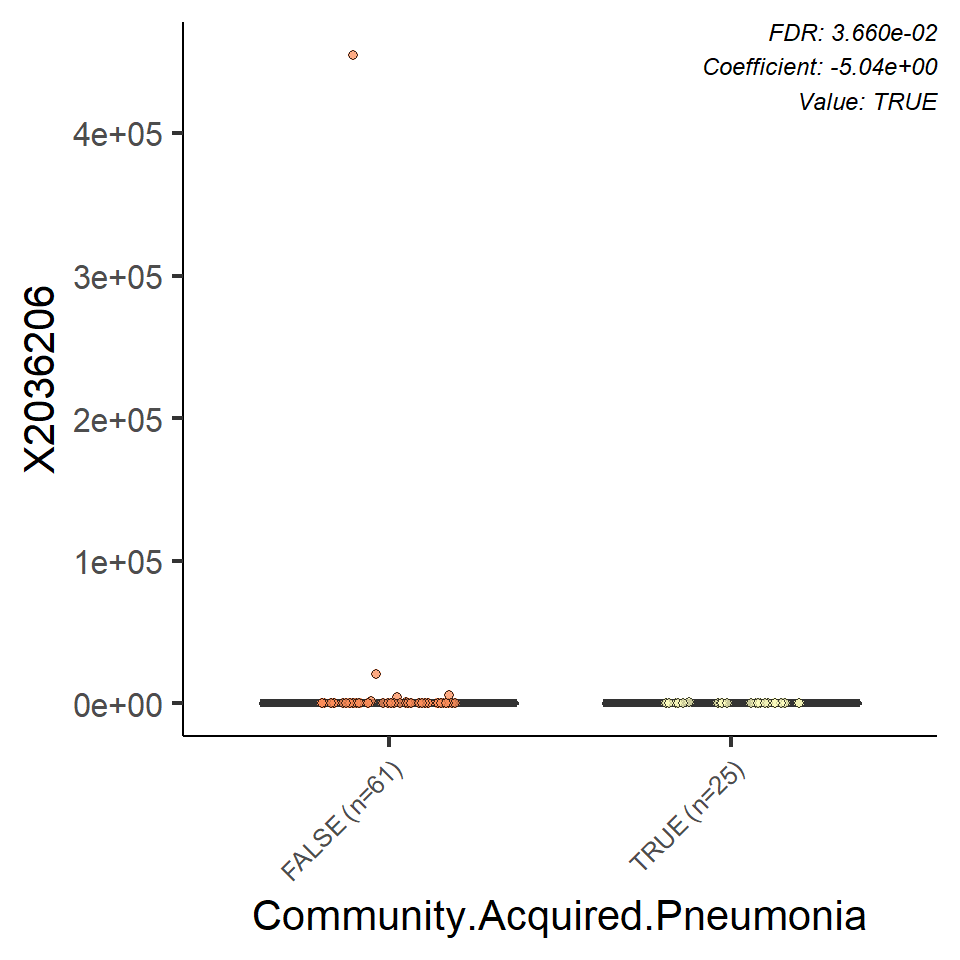 FDR: 3.660e-02
Coefficient: -5.04e+00
Value: TRUE
X2036206
4e+05
3e+05
2e+05
1e+05
0e+00
FALSE (n=61)
TRUE (n=25)
Community.Acquired.Pneumonia